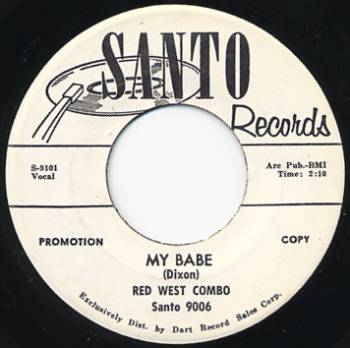 SANTO
Records
S-9101
Vocal
Arc Pub.-BMI
Time: 2:10
PROMOTION
COPY
MY BABE
(Dixon)
RED WEST COMBO
Santo 9006
Exclusively Dist. by Dart Record Sales Corp.